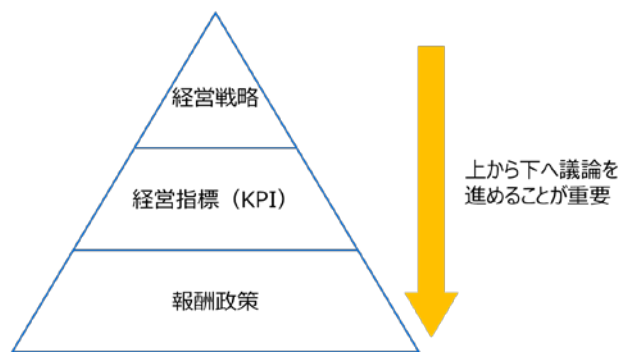 経営戦略
経営指標（KPI）
報酬政策
上から下へ議論を
進めることが重要